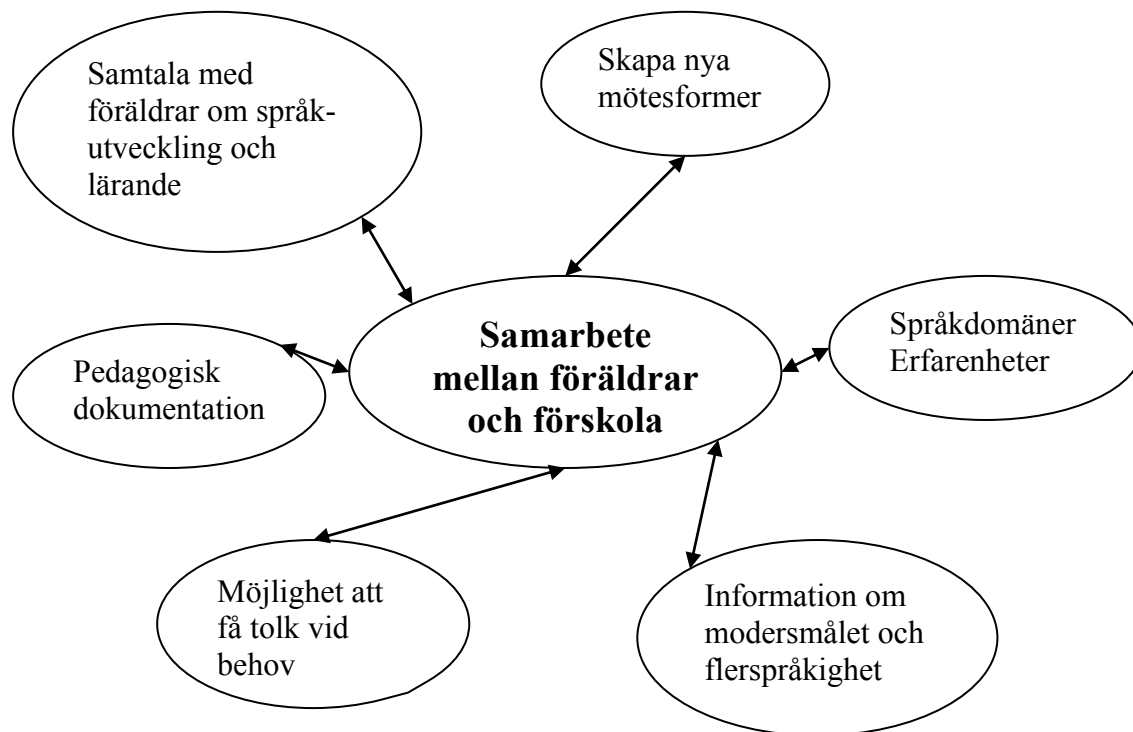 Samtala med
föräldrar om språk-
utveckling och
lärande
Skapa nya
mötesformer
Samarbete
mellan föräldrar
och förskola
Språkdomäner
Erfarenheter
Pedagogisk
dokumentation
Möjlighet att
få tolk vid
behov
Information om
modersmålet och
flerspråkighet